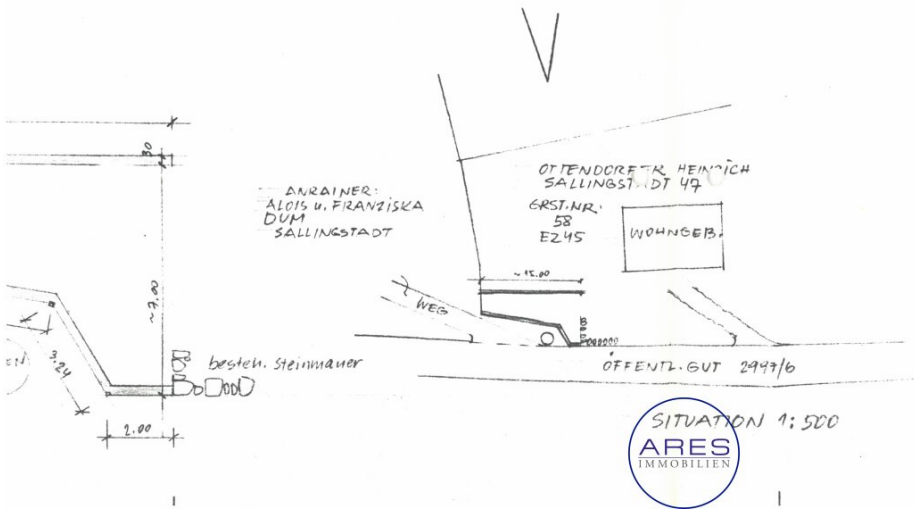 30
~7.00
3.24
2.00
ANRAINER:
ALOIS u. FRANZISKA
DUM
SALLINGSTADT
besteh. Steinmauer
OTTENDORFER HEINRICH
SALLINGSTADT 47
GRST.NR.
58
EZ45
WOHNGEB.
~15.00
WEG
ÖFFENTL. GUT 2997/6
SITUATION 1:500
ARES
IMMOBILIEN